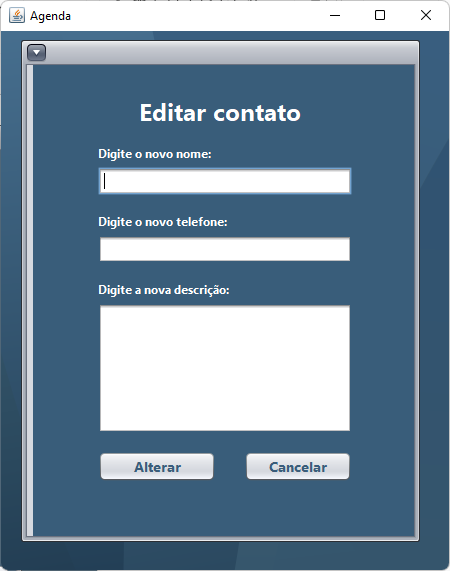 Agenda
Editar contato
Digite o novo nome:
Digite o novo telefone:
Digite a nova descrição:
Alterar
Cancelar